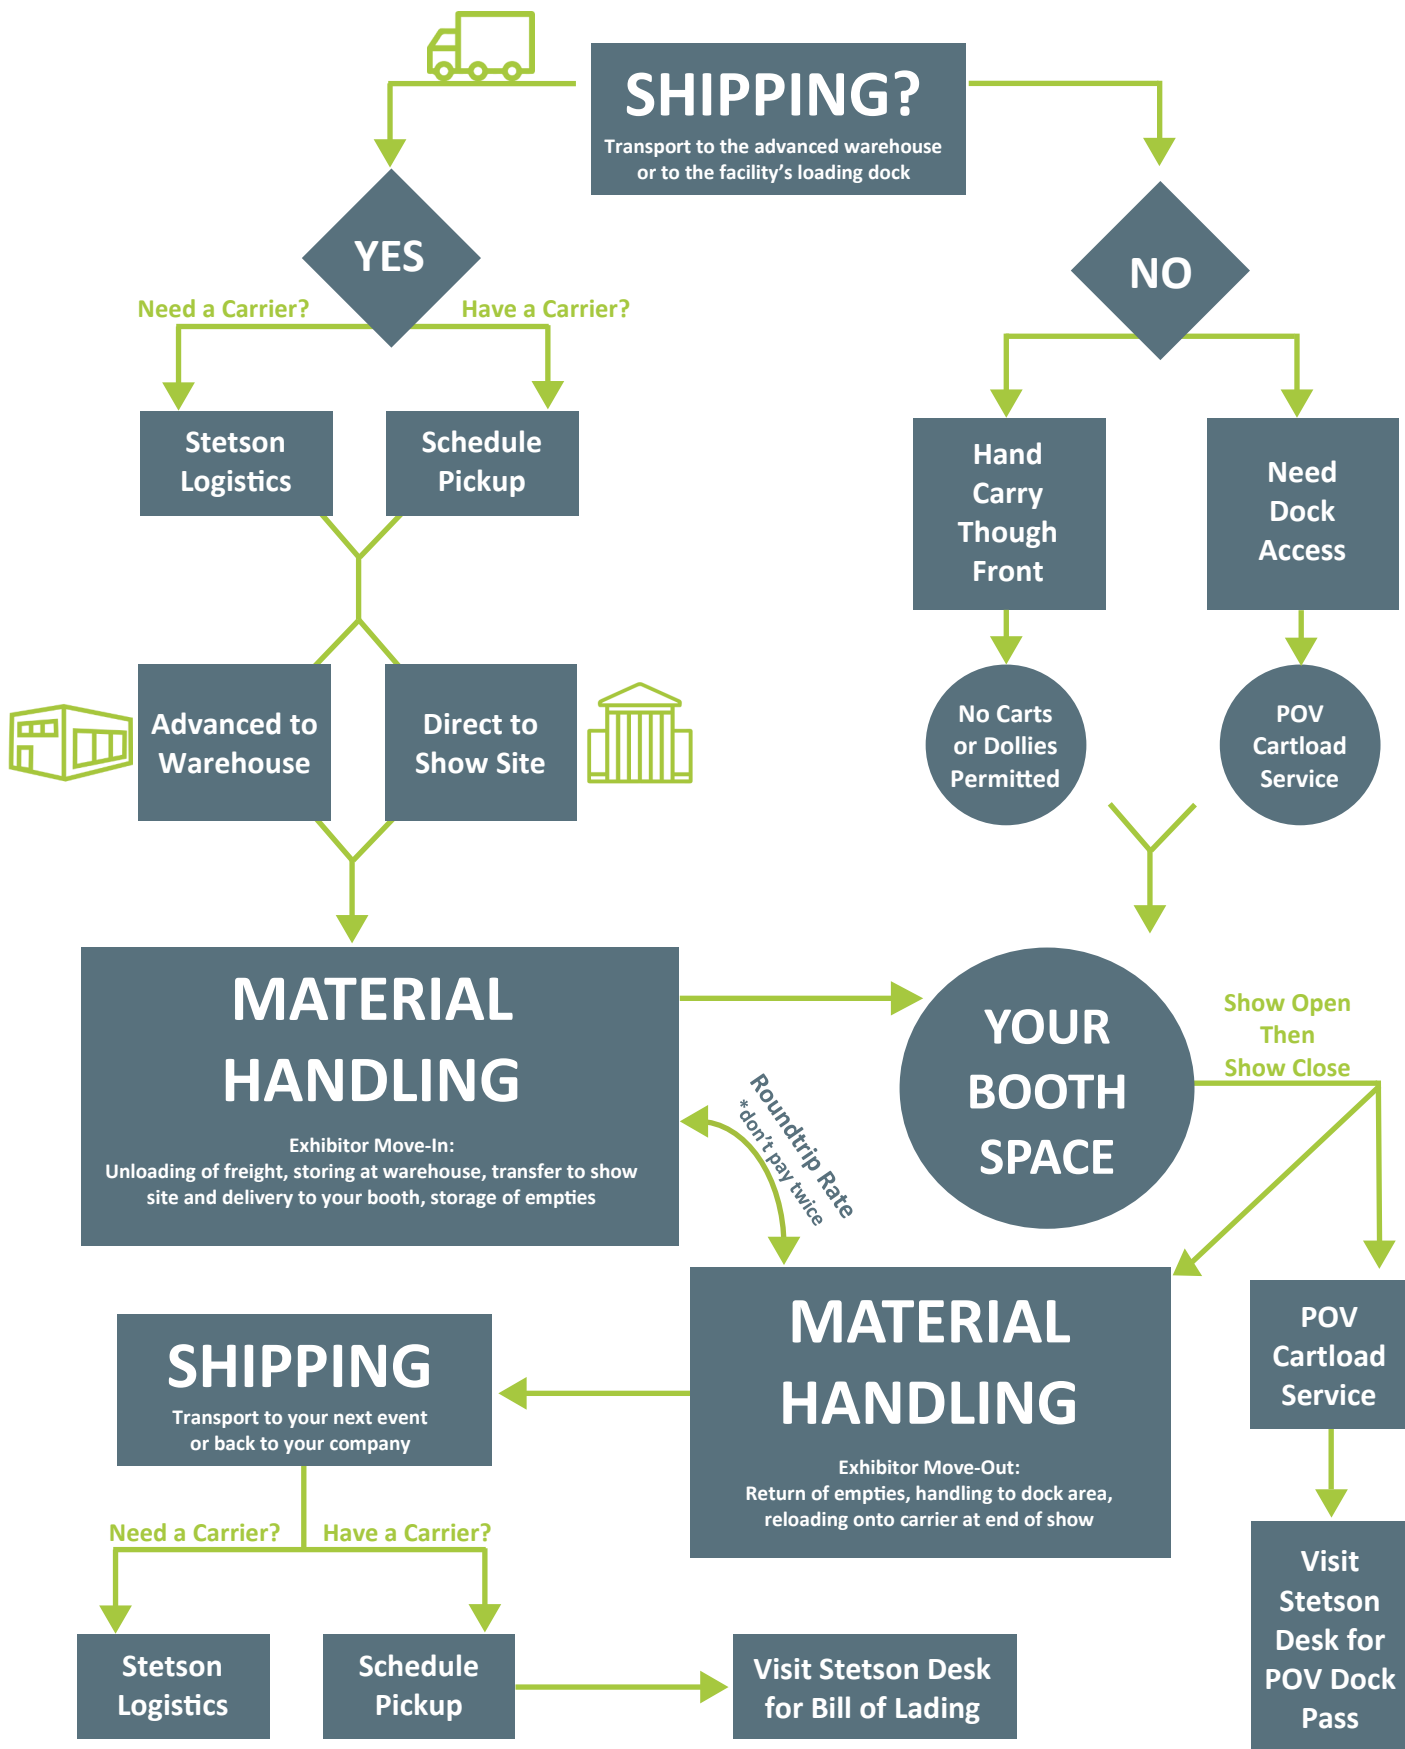 SHIPPING?
Transport to the advanced warehouse
or to the facility's loading dock
YES
NO
Need a Carrier?
Have a Carrier?
Stetson
Logistics
Schedule
Pickup
Hand
Carry
Though
Front
Need
Dock
Access
Advanced to
Warehouse
Direct to
Show Site
No Carts
or Dollies
Permitted
POV
Cartload
Service
MATERIAL
HANDLING
Exhibitor Move-In:
Unloading of freight, storing at warehouse, transfer to show
site and delivery to your booth, storage of empties
YOUR
BOOTH
SPACE
Show Open
Then
Show Close
Roundtrip Rate
*don't pay twice
MATERIAL
HANDLING
Exhibitor Move-Out:
Return of empties, handling to dock area,
reloading onto carrier at end of show
POV
Cartload
Service
SHIPPING
Transport to your next event
or back to your company
Need a Carrier?
Have a Carrier?
Stetson
Logistics
Schedule
Pickup
Visit Stetson Desk
for Bill of Lading
Visit
Stetson
Desk for
POV Dock
Pass